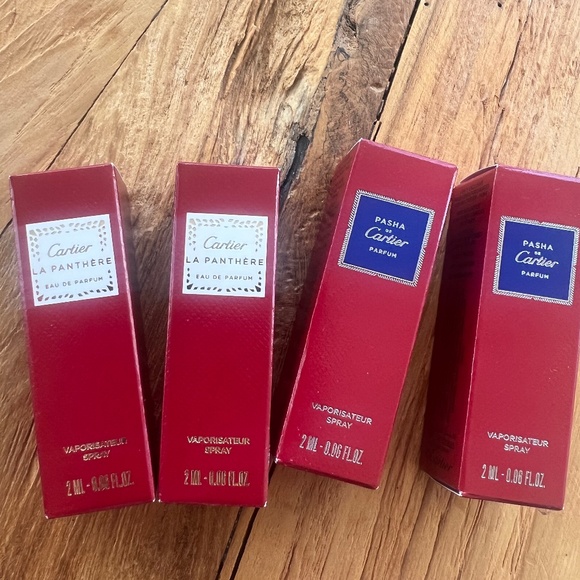 Cartier
LA PANTHÈRE
EAU DE PARFUM
VAPORISATEUR
SPRAY
2 ML - 0.06 FL.OZ.
Cartier
LA PANTHÈRE
EAU DE PARFUM
VAPORISATEUR
SPRAY
2 ML - 0.06 FL.OZ.
PASHA
DE
Cartier
PARFUM
VAPORISATEUR
SPRAY
2 ML - 0.06 FL.OZ.
PASHA
DE
Cartier
PARFUM
VAPORISATEUR
SPRAY
2 ML - 0.06 FL.OZ.